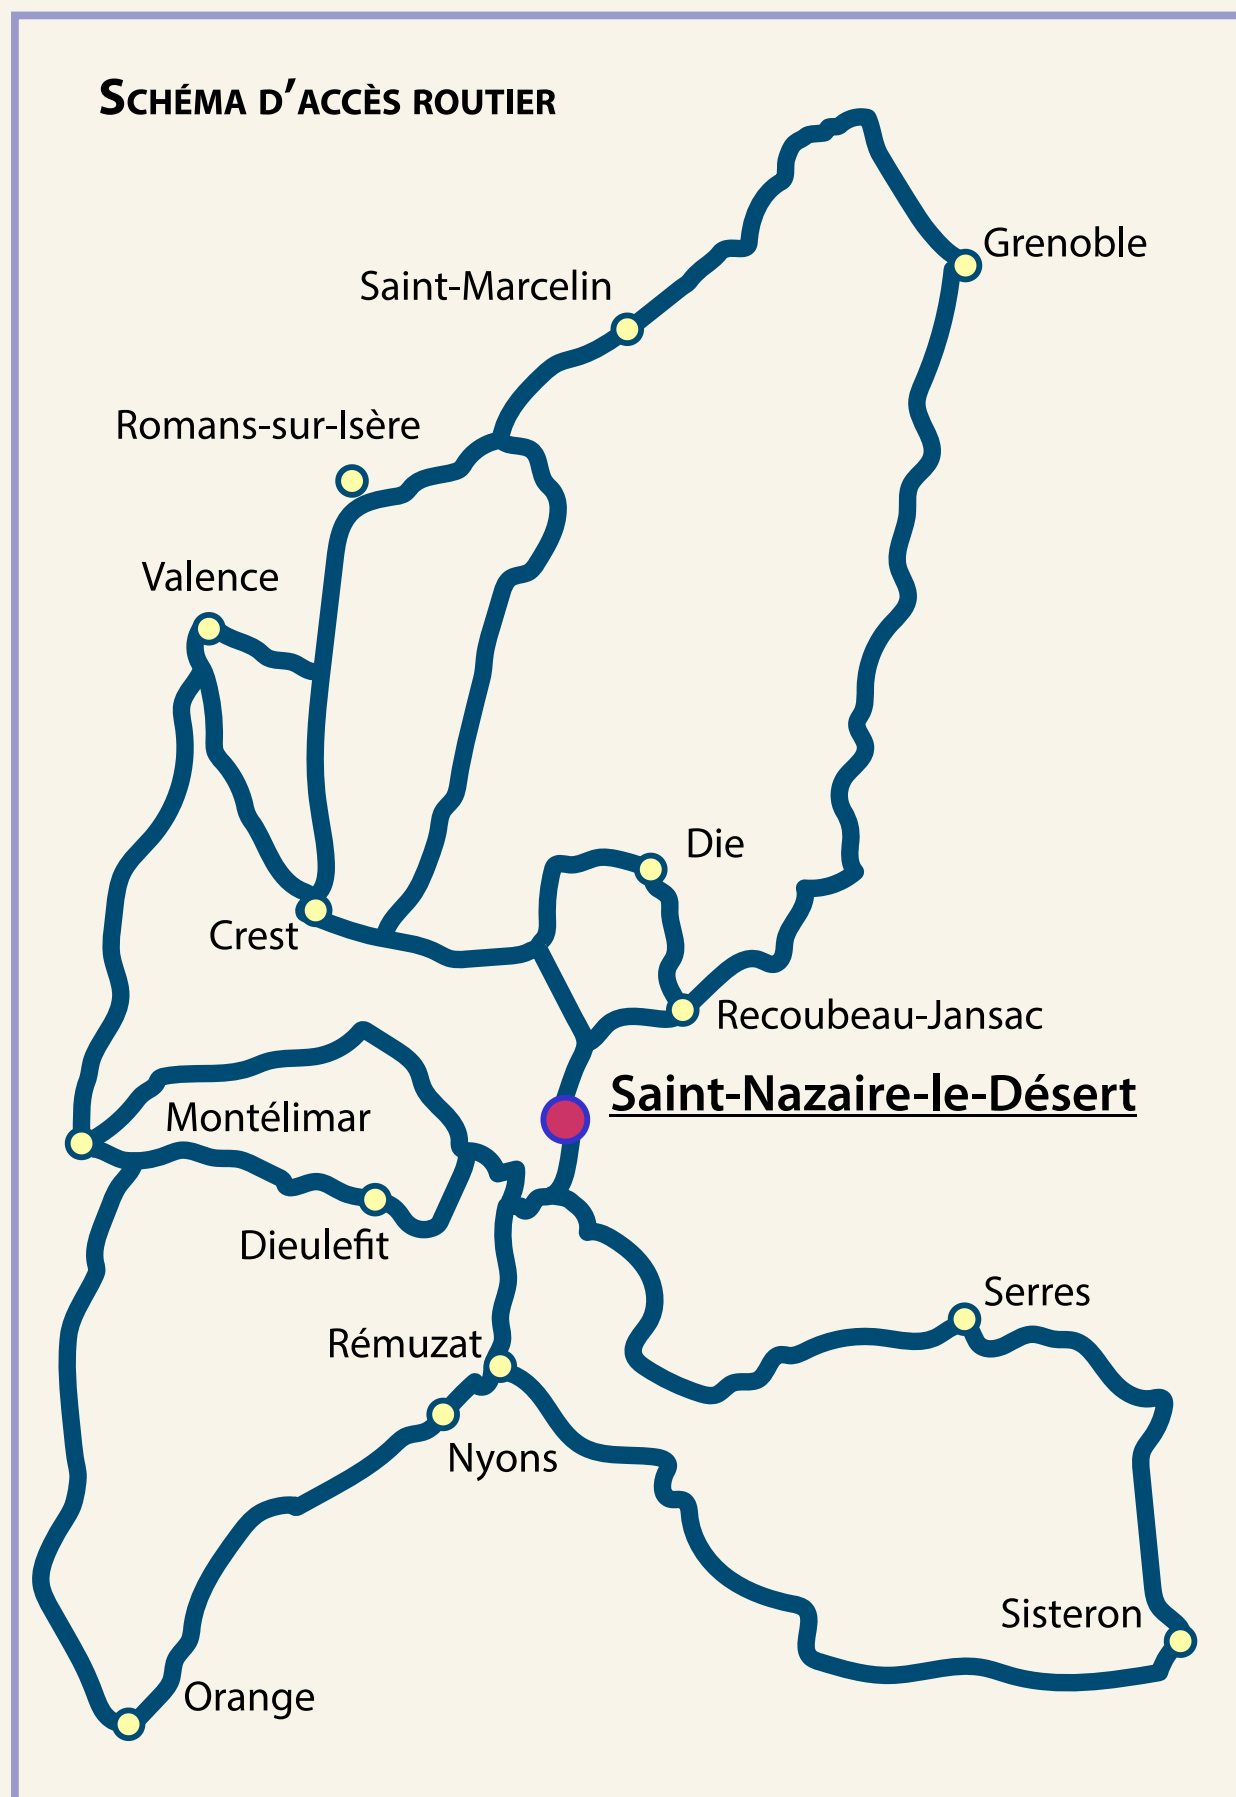 SCHÉMA D'ACCÈS ROUTIER
Grenoble
Saint-Marcelin
Romans-sur-Isère
Valence
Die
Crest
Recoubeau-Jansac
Saint-Nazaire-le-Désert
Montélimar
Dieulefit
Serres
Rémuzat
Nyons
Sisteron
Orange